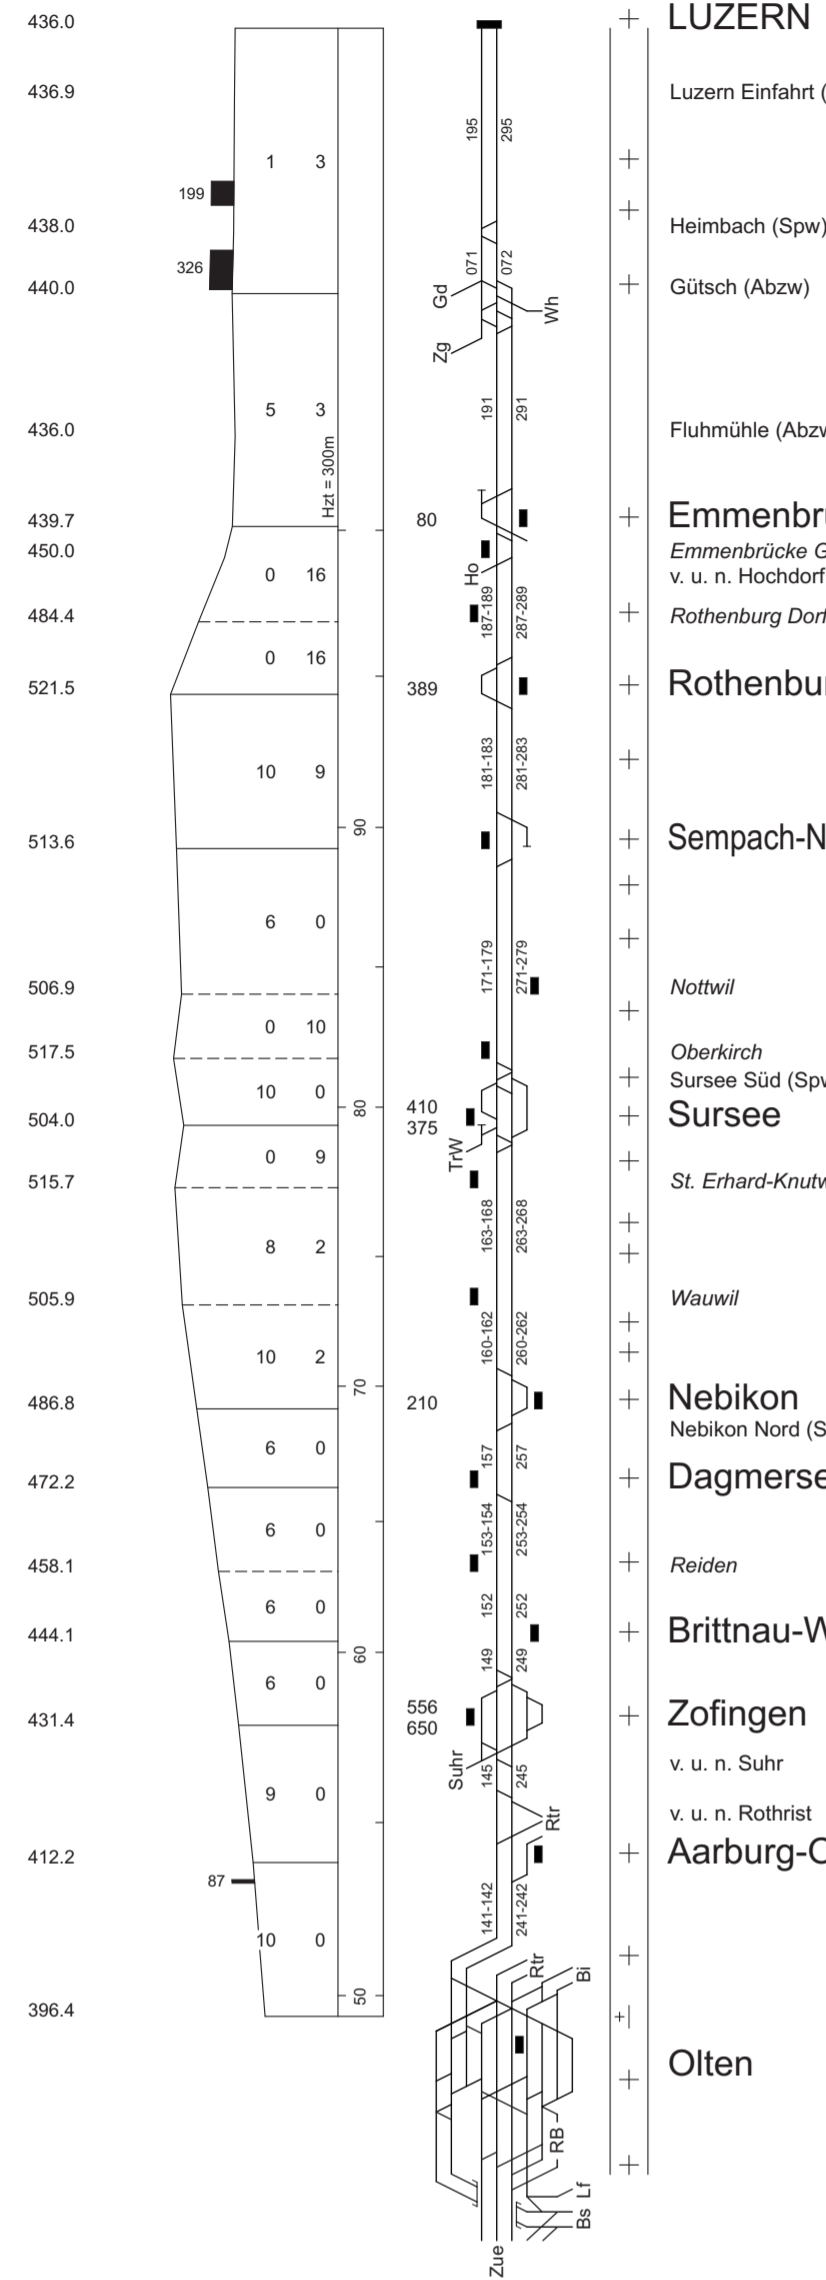 436.0 LUZERN
436.9 Luzern Einfahrt (
195 295
1 3
199
438.0 Heimbach (Spw)
326
071 072
440.0 Gütsch (Abzw)
Gd Wh
Zg
5 3
191 291
436.0 Fluhmühle (Abzw
Hzt = 300m
439.7 80 Emmenbrü
450.0 Emmenbrücke G
0 16 Ho v. u. n. Hochdorf
484.4 187-189 287-289 Rothenburg Dorf
0 16
521.5 389 Rothenbur
10 9 181-183 281-283
90
513.6 Sempach-N
6 0
171-179 271-279
506.9 Nottwil
0 10
517.5 Oberkirch
10 0 Sursee Süd (Spw
80 410
504.0 375 Sursee
0 9 TrW
515.7 St. Erhard-Knutw
8 2 163-168 263-268
505.9 Wauwil
10 2 160-162 260-262
70
486.8 210 Nebikon
Nebikon Nord (S
6 0 157 257
472.2 Dagmerse
6 0 153-154 253-254
458.1 Reiden
6 0 152 252
444.1 Brittnau-W
60 149 249
6 0
556
431.4 650 Zofingen
Suhr v. u. n. Suhr
145 245
9 0
Rtr v. u. n. Rothrist
412.2 Aarburg-O
87
141-142 241-242
10 0
Rtr Bi
50
396.4
Olten
RB
Lf
Bs
Zue